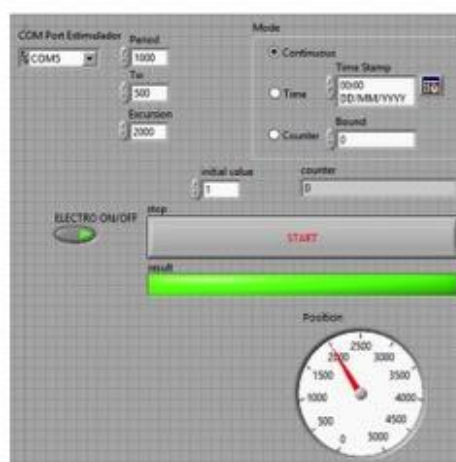 COM Port Estimulador
Period
Mode
COM5
1000
Continuous
Tw
Time Stamp
500
Time
00:00
DD/MM/YYYY
Excursion
2000
Bound
Counter
0
initial value
counter
1
0
stop
ELECTRO ON/OFF
START
result
Position
0
500
1000
1500
2000
2500
3000
3500
4000
4500
5000